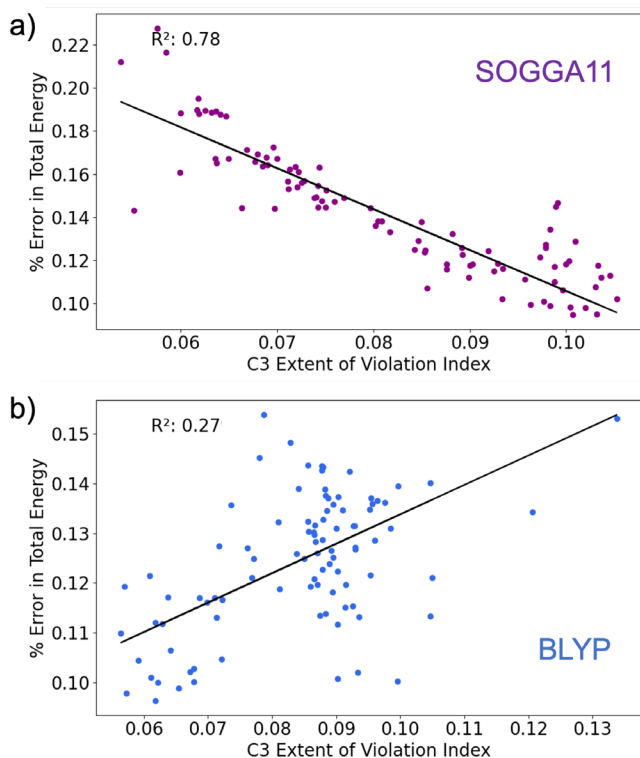 a)
R²: 0.78
SOGGA11
% Error in Total Energy
0.22
0.20
0.18
0.16
0.14
0.12
0.10
0.06 0.07 0.08 0.09 0.10
C3 Extent of Violation Index
b)
R²: 0.27
BLYP
% Error in Total Energy
0.15
0.14
0.13
0.12
0.11
0.10
0.06 0.07 0.08 0.09 0.10 0.11 0.12 0.13
C3 Extent of Violation Index